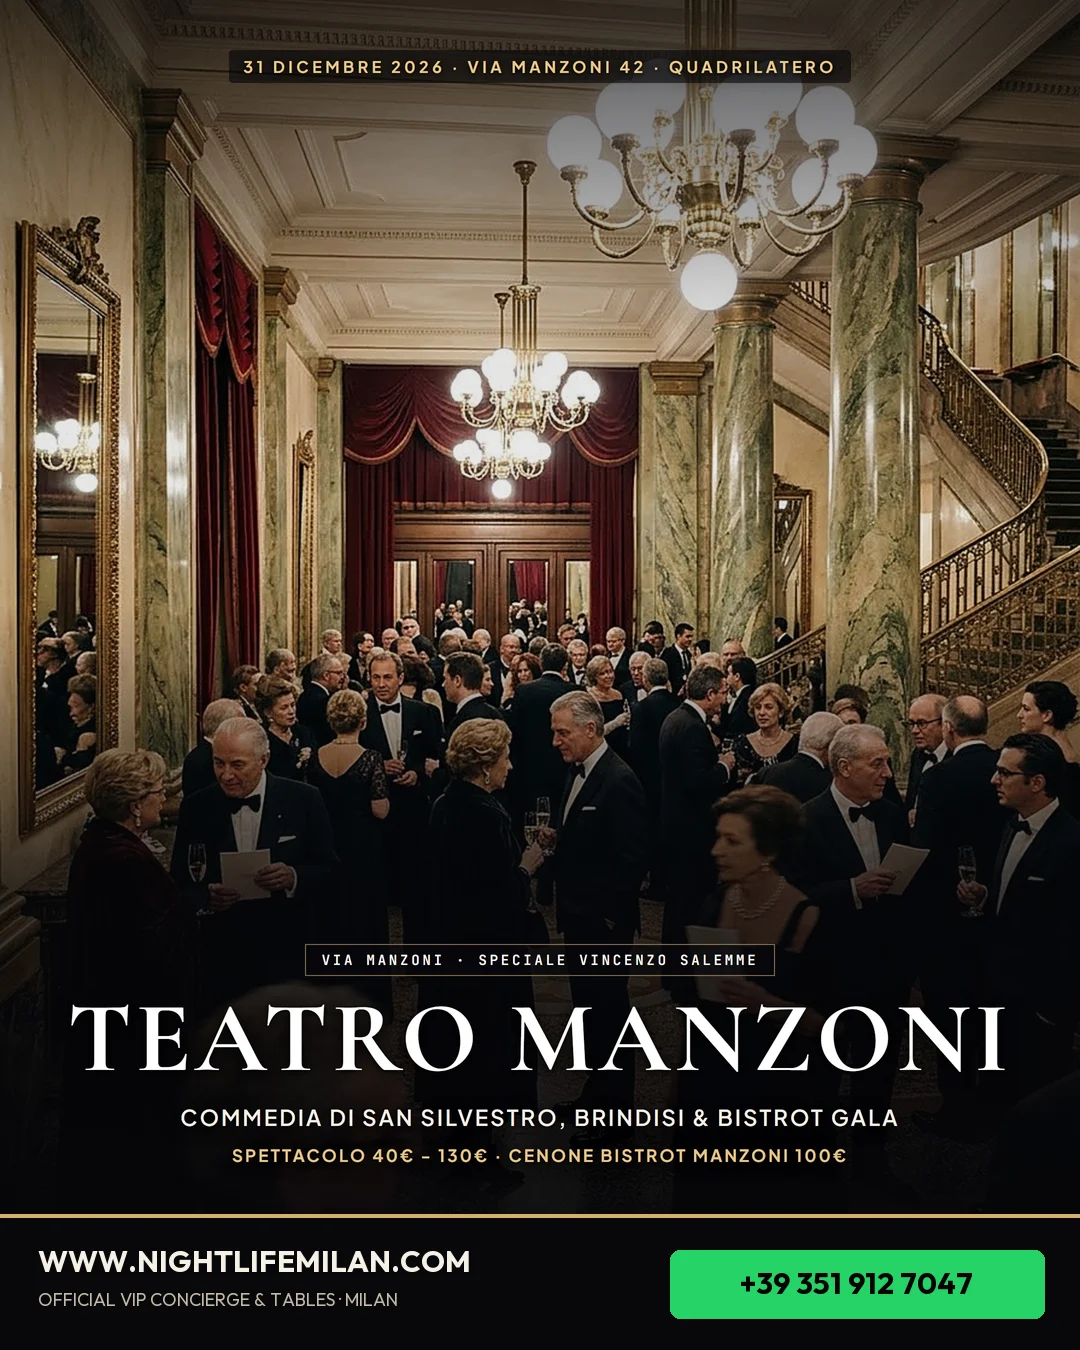 31 DICEMBRE 2026 · VIA MANZONI 42 · QUADRILATERO
VIA MANZONI · SPECIALE VINCENZO SALEMME
TEATRO MANZONI
COMMEDIA DI SAN SILVESTRO, BRINDISI & BISTROT GALA
SPETTACOLO 40€ – 130€ · CENONE BISTROT MANZONI 100€
WWW.NIGHTLIFEMILAN.COM
OFFICIAL VIP CONCIERGE & TABLES · MILAN
+39 351 912 7047